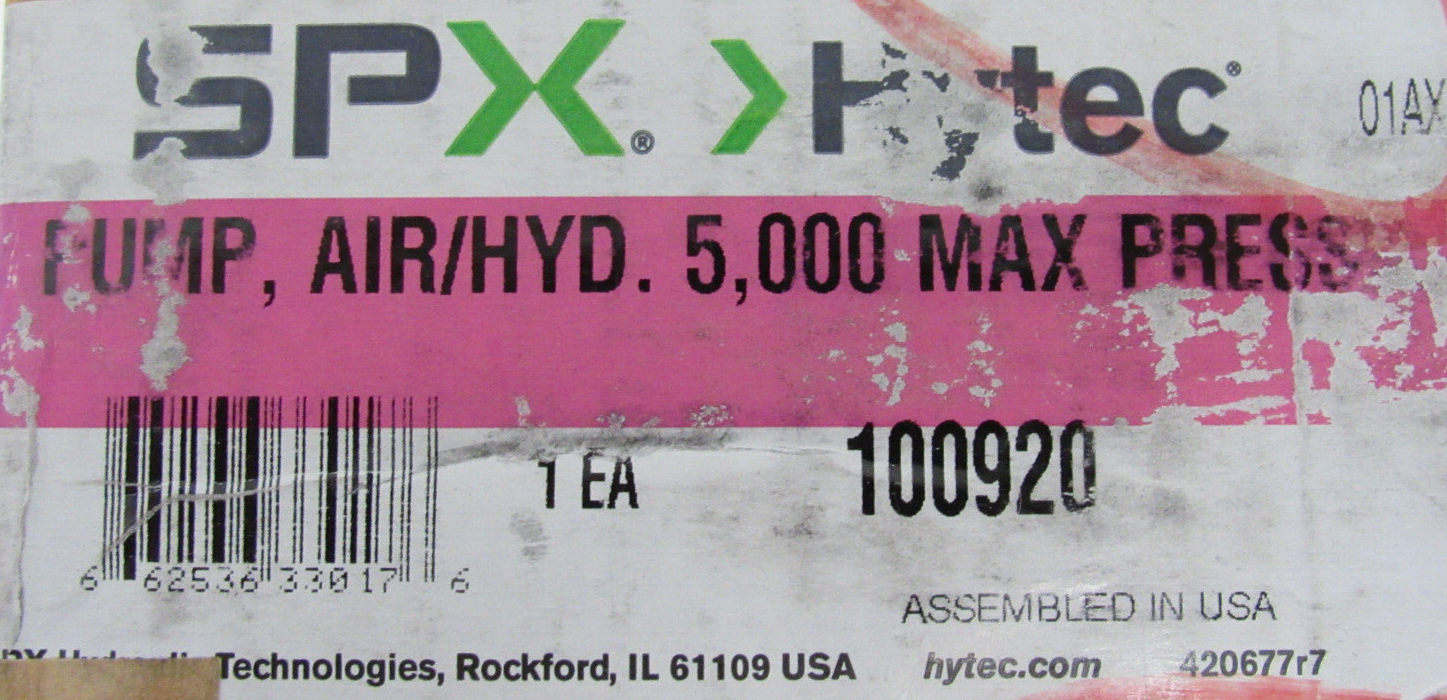 SPX® Hytec®
01AX
PUMP, AIR/HYD. 5,000 MAX PRESS
1 EA 100920
6 62536 33017 6
ASSEMBLED IN USA
Technologies, Rockford, IL 61109 USA hytec.com 420677r7